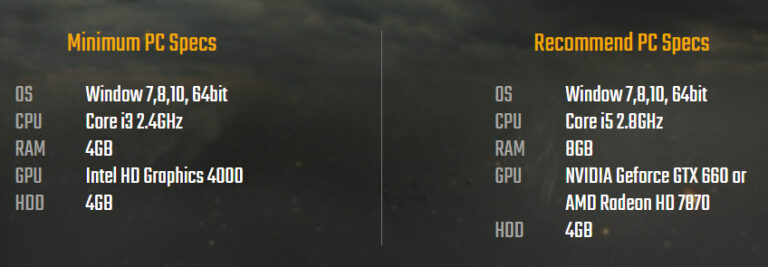 Minimum PC Specs
OS Window 7,8,10, 64bit
CPU Core i3 2.4GHz
RAM 4GB
GPU Intel HD Graphics 4000
HDD 4GB
Recommend PC Specs
OS Window 7,8,10, 64bit
CPU Core i5 2.8GHz
RAM 8GB
GPU NVIDIA Geforce GTX 660 or
AMD Radeon HD 7870
HDD 4GB